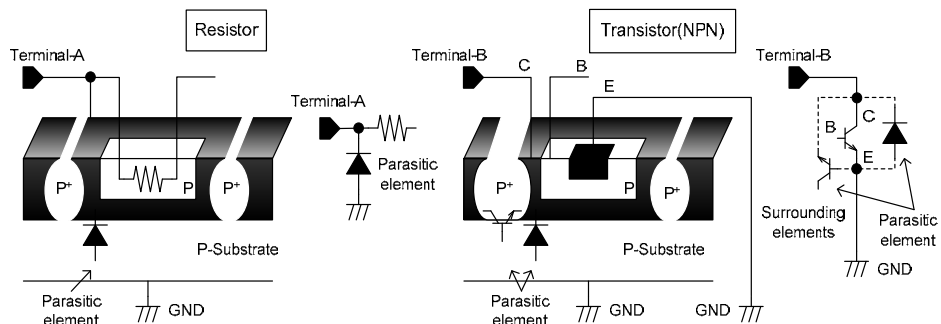 Resistor
Terminal-A
P+
P
P+
P-Substrate
Parasitic
element
GND
Terminal-A
Parasitic
element
Transistor(NPN)
Terminal-B
C
B
E
P+
P
P+
P-Substrate
Parasitic
element
GND
GND
Terminal-B
C
B
E
Surrounding
elements
Parasitic
element
GND